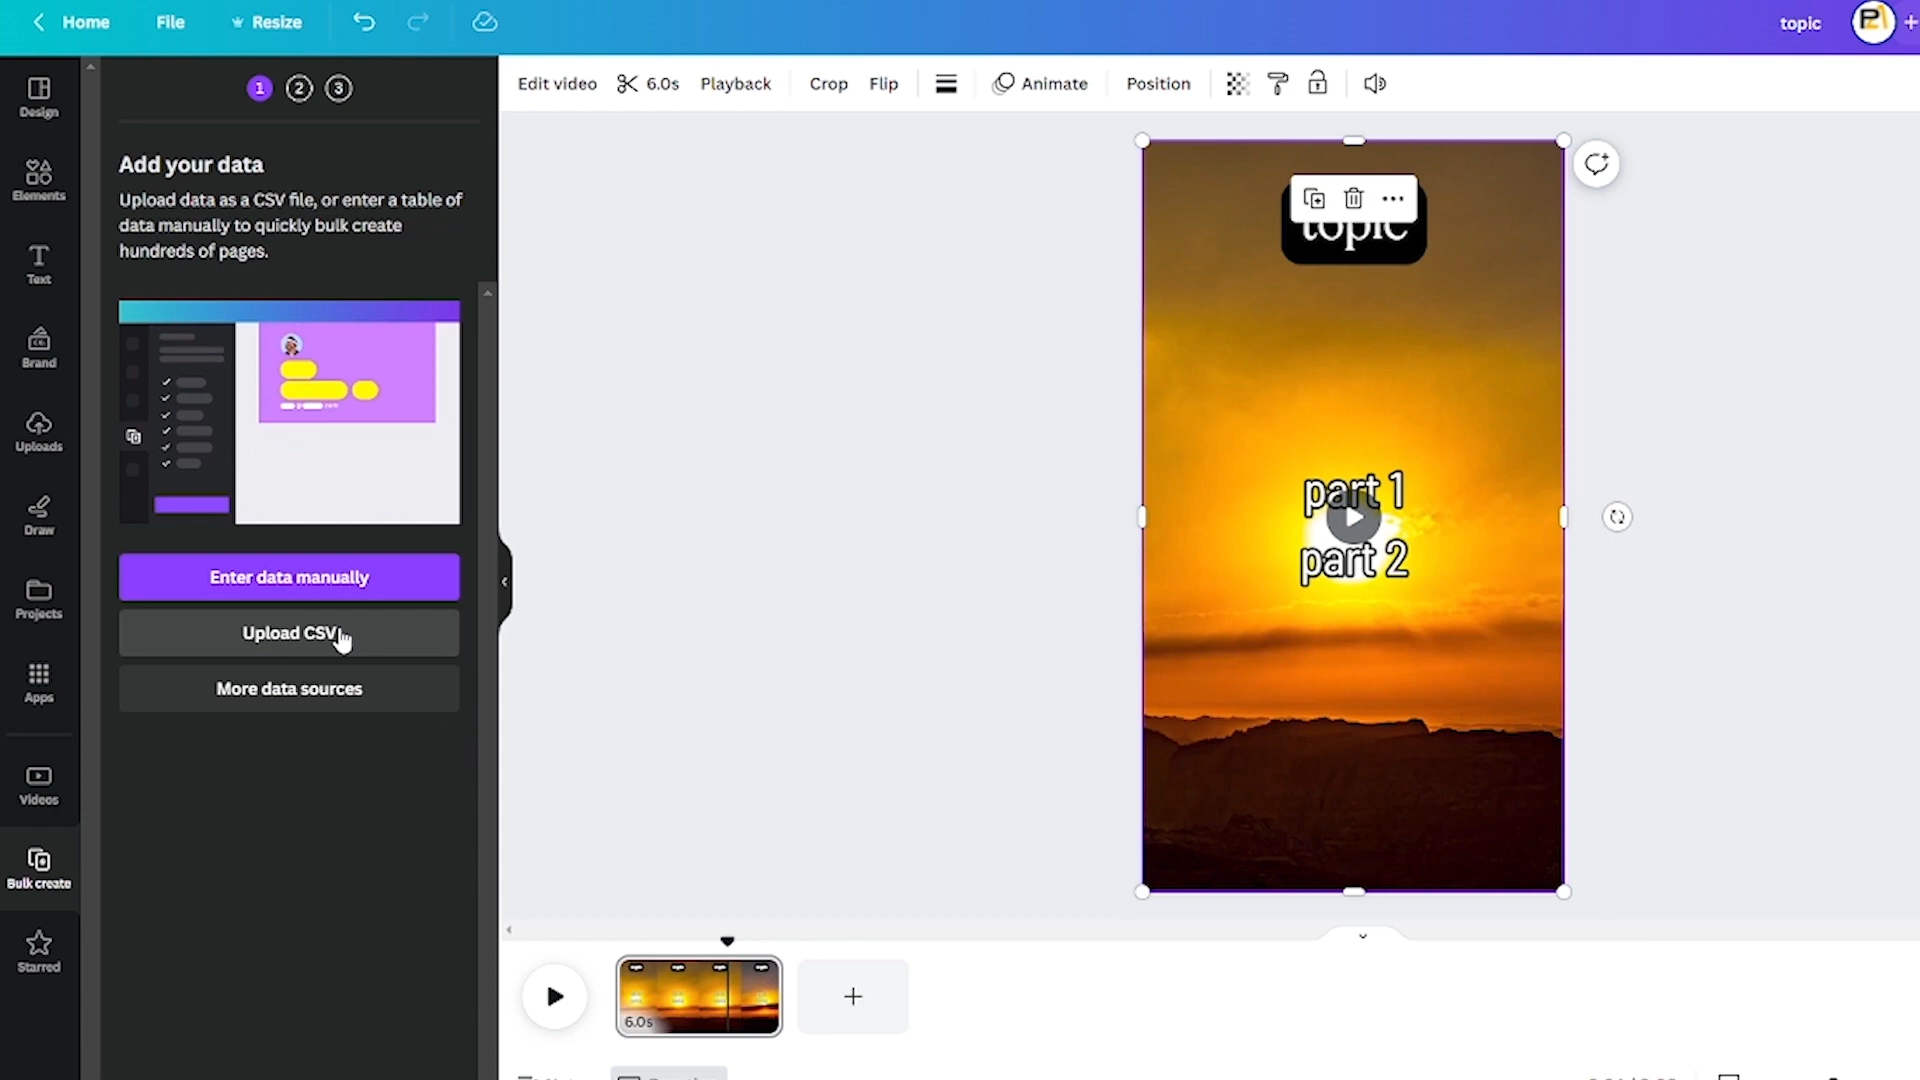 Home File Resize topic
Edit video 6.0s Playback Crop Flip Animate Position
1 2 3
Design
Elements
Text
Brand
Uploads
Draw
Projects
Apps
Videos
Bulk create
Starred
Add your data
Upload data as a CSV file, or enter a table of
data manually to quickly bulk create
hundreds of pages.
Enter data manually
Upload CSV
More data sources
topic
part 1
part 2
6.0s